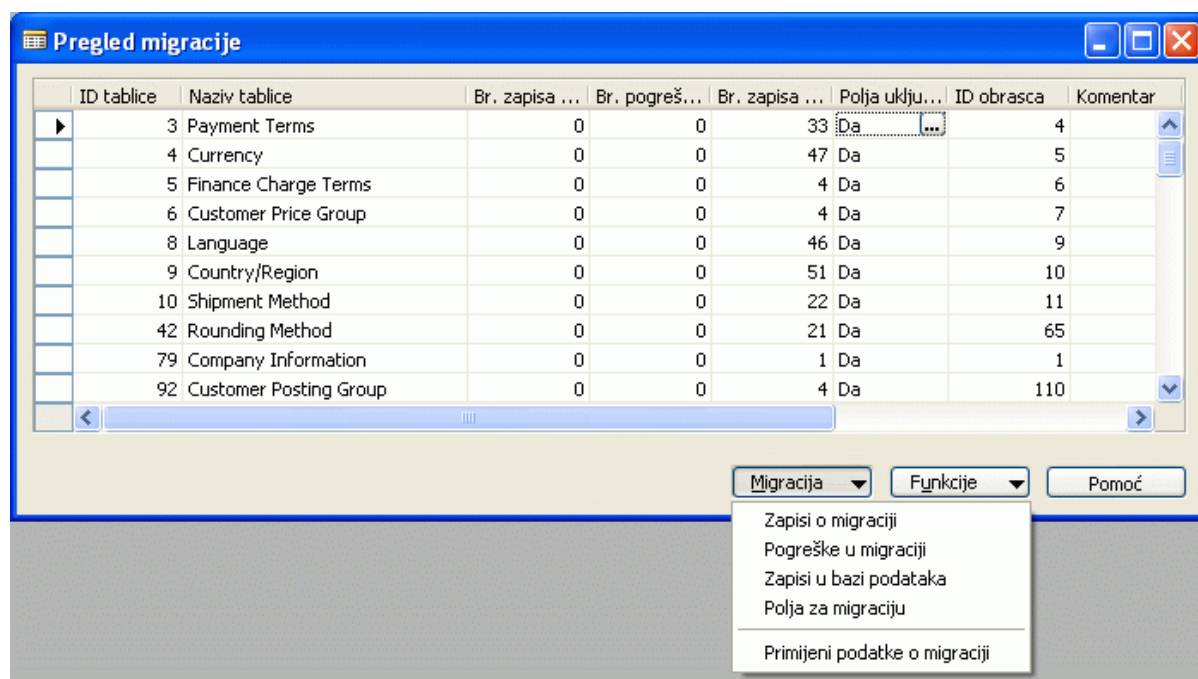 Pregled migracije
ID tablice Naziv tablice Br. zapisa ... Br. pogreš... Br. zapisa ... Polja uklju... ID obrasca Komentar
3 Payment Terms 0 0 33 Da ... 4
4 Currency 0 0 47 Da 5
5 Finance Charge Terms 0 0 4 Da 6
6 Customer Price Group 0 0 4 Da 7
8 Language 0 0 46 Da 9
9 Country/Region 0 0 51 Da 10
10 Shipment Method 0 0 22 Da 11
42 Rounding Method 0 0 21 Da 65
79 Company Information 0 0 1 Da 1
92 Customer Posting Group 0 0 4 Da 110
Migracija Funkcije Pomoć
Zapisi o migraciji
Pogreške u migraciji
Zapisi u bazi podataka
Polja za migraciju
Primijeni podatke o migraciji